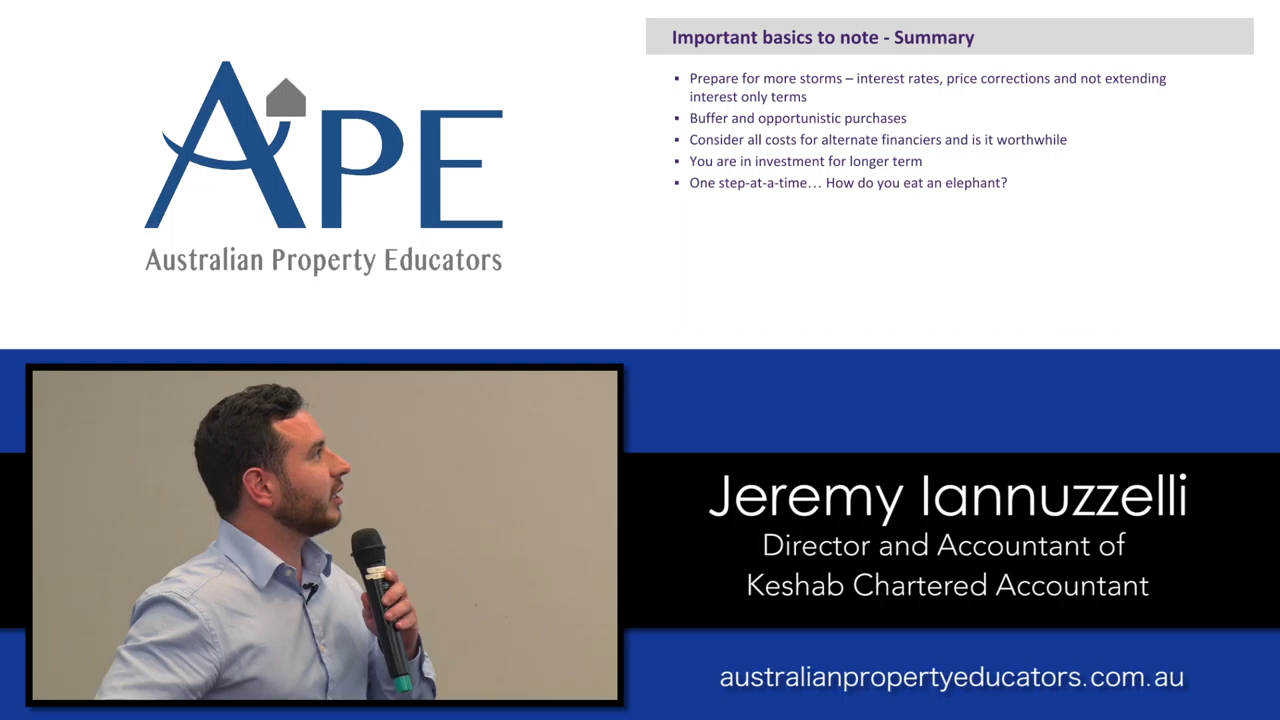 APE
Australian Property Educators
Important basics to note - Summary
▪ Prepare for more storms – interest rates, price corrections and not extending
interest only terms
▪ Buffer and opportunistic purchases
▪ Consider all costs for alternate financiers and is it worthwhile
▪ You are in investment for longer term
▪ One step-at-a-time… How do you eat an elephant?
Jeremy Iannuzzelli
Director and Accountant of
Keshab Chartered Accountant
australianpropertyeducators.com.au